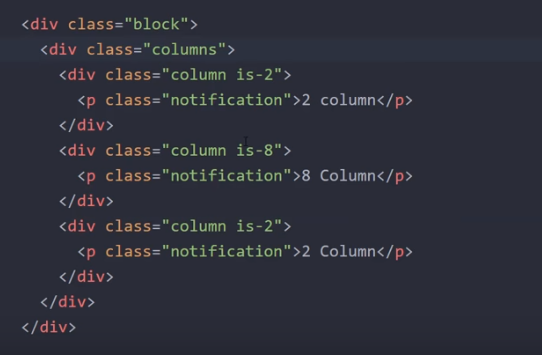 <div class="block">
<div class="columns">
<div class="column is-2">
<p class="notification">2 column</p>
</div>
<div class="column is-8">
<p class="notification">8 Column</p>
</div>
<div class="column is-2">
<p class="notification">2 Column</p>
</div>
</div>
</div>